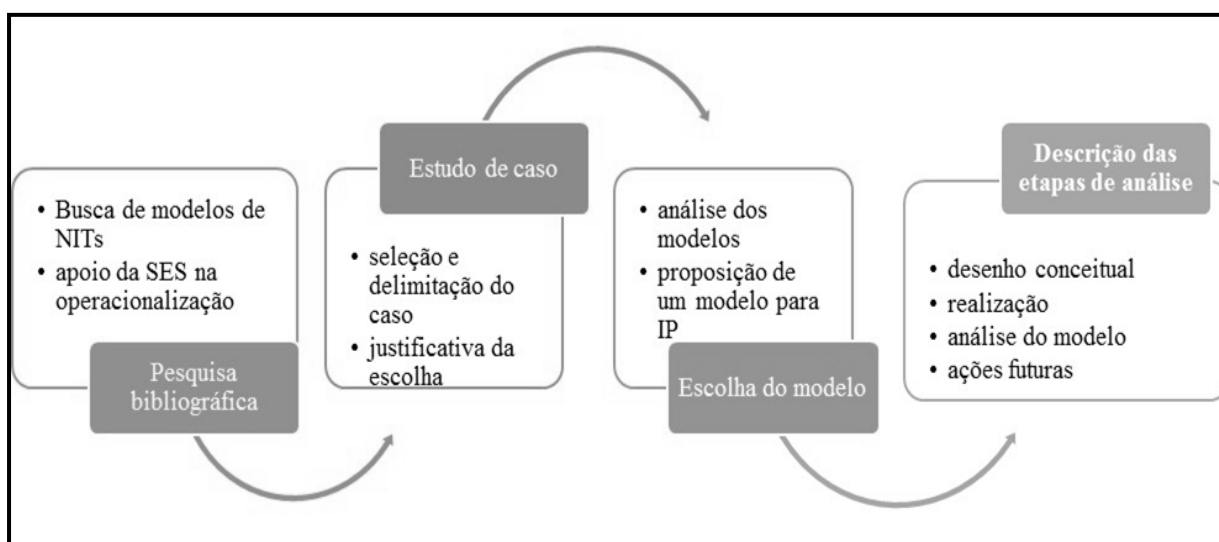 • Busca de modelos de
NITs
• apoio da SES na
operacionalização
Pesquisa
bibliográfica
Estudo de caso
• seleção e
delimitação do
caso
• justificativa da
escolha
• análise dos
modelos
• proposição de
um modelo para
IP
Escolha do modelo
Descrição das
etapas de análise
• desenho conceitual
• realização
• análise do modelo
• ações futuras